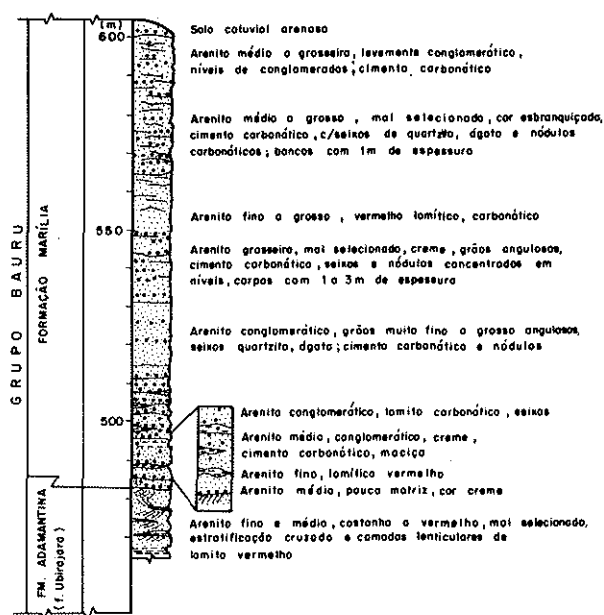 (m)
600
Solo coluvial arenoso
Arenito médio a grosseiro, levemente conglomerático,
níveis de conglomerados; cimento carbonático
Arenito médio a grosso, mal selecionado, cor esbranquiçada,
cimento carbonático, c/seixos de quartzito, ágata e nódulos
carbonáticos; bancos com 1m de espessura
550
Arenito fino a grosso, vermelho lamítico, carbonático
Arenito grosseiro, mal selecionado, creme, grãos angulosos,
cimento carbonático, seixos e nódulos concentrados em
níveis, corpos com 1 a 3m de espessura
Arenito conglomerático, grãos muito fino a grosso angulosos,
seixos quartzito, ágata; cimento carbonático e nódulos
500
Arenito conglomerático, lamito carbonático, seixos
Arenito médio, conglomerático, creme,
cimento carbonático, maciço
Arenito fino, lamítico vermelho
Arenito médio, pouca matriz, cor creme
Arenito fino e médio, castanho a vermelho, mal selecionado,
estratificação cruzada e camadas lenticulares de
lamito vermelho
GRUPO BAURU
FORMAÇÃO MARÍLIA
FM. ADAMANTINA
(f. Ubirajara)